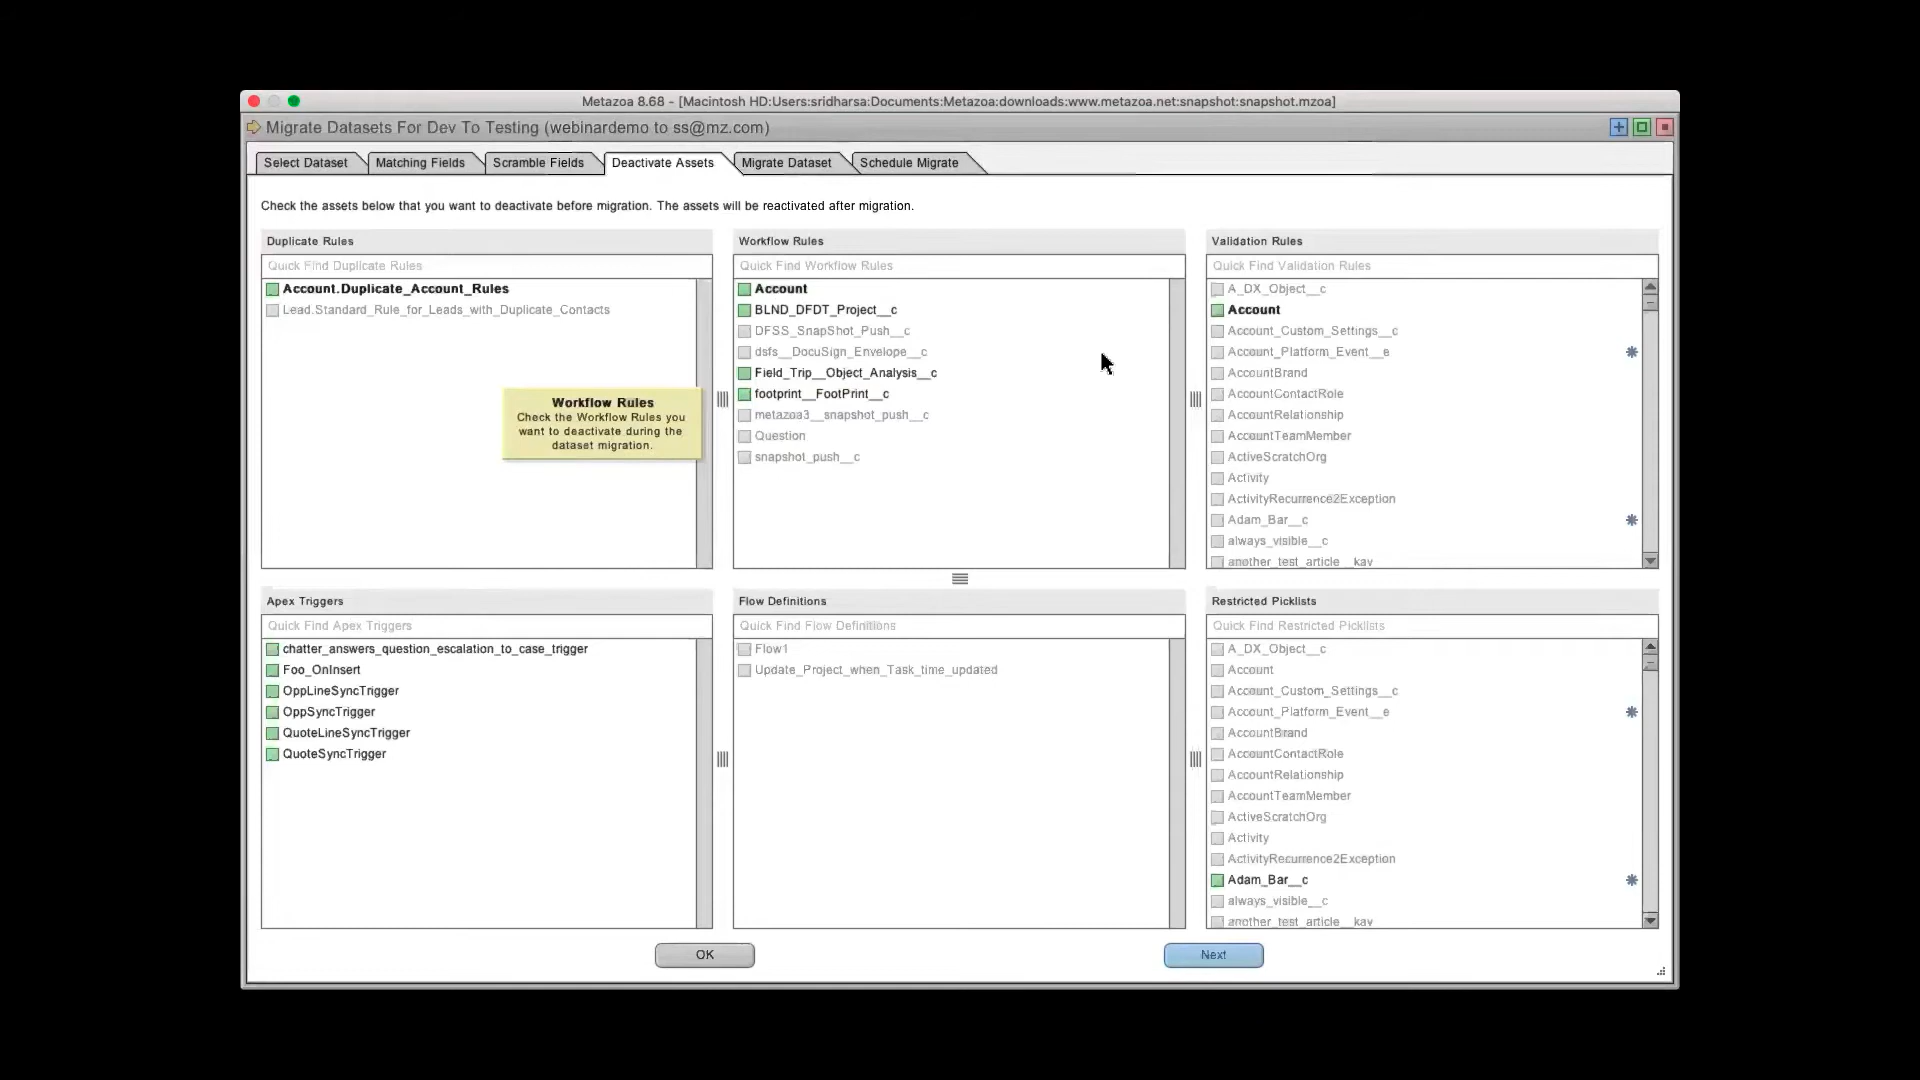 Metazoa 8.68 - [Macintosh HD:Users:sridharsa:Documents:Metazoa:downloads:www.metazoa.net:snapshot:snapshot.mzoa]
Migrate Datasets For Dev To Testing (webinardemo to ss@mz.com)
Select Dataset Matching Fields Scramble Fields Deactivate Assets Migrate Dataset Schedule Migrate
Check the assets below that you want to deactivate before migration. The assets will be reactivated after migration.
Duplicate Rules
Quick Find Duplicate Rules
Account.Duplicate_Account_Rules
Lead.Standard_Rule_for_Leads_with_Duplicate_Contacts
Workflow Rules
Check the Workflow Rules you
want to deactivate during the
dataset migration.
Workflow Rules
Quick Find Workflow Rules
Account
BLND_DFDT_Project__c
DFSS_SnapShot_Push__c
dsfs__DocuSign_Envelope__c
Field_Trip__Object_Analysis__c
footprint__FootPrint__c
metazoa3__snapshot_push__c
Question
snapshot_push__c
Validation Rules
Quick Find Validation Rules
A_DX_Object__c
Account
Account_Custom_Settings__c
Account_Platform_Event__e
AccountBrand
AccountContactRole
AccountRelationship
AccountTeamMember
ActiveScratchOrg
Activity
ActivityRecurrence2Exception
Adam_Bar__c
always_visible__c
another_test_article__kav
Apex Triggers
Quick Find Apex Triggers
chatter_answers_question_escalation_to_case_trigger
Foo_OnInsert
OppLineSyncTrigger
OppSyncTrigger
QuoteLineSyncTrigger
QuoteSyncTrigger
Flow Definitions
Quick Find Flow Definitions
Flow1
Update_Project_when_Task_time_updated
Restricted Picklists
Quick Find Restricted Picklists
A_DX_Object__c
Account
Account_Custom_Settings__c
Account_Platform_Event__e
AccountBrand
AccountContactRole
AccountRelationship
AccountTeamMember
ActiveScratchOrg
Activity
ActivityRecurrence2Exception
Adam_Bar__c
always_visible__c
another_test_article__kav
OK
Next